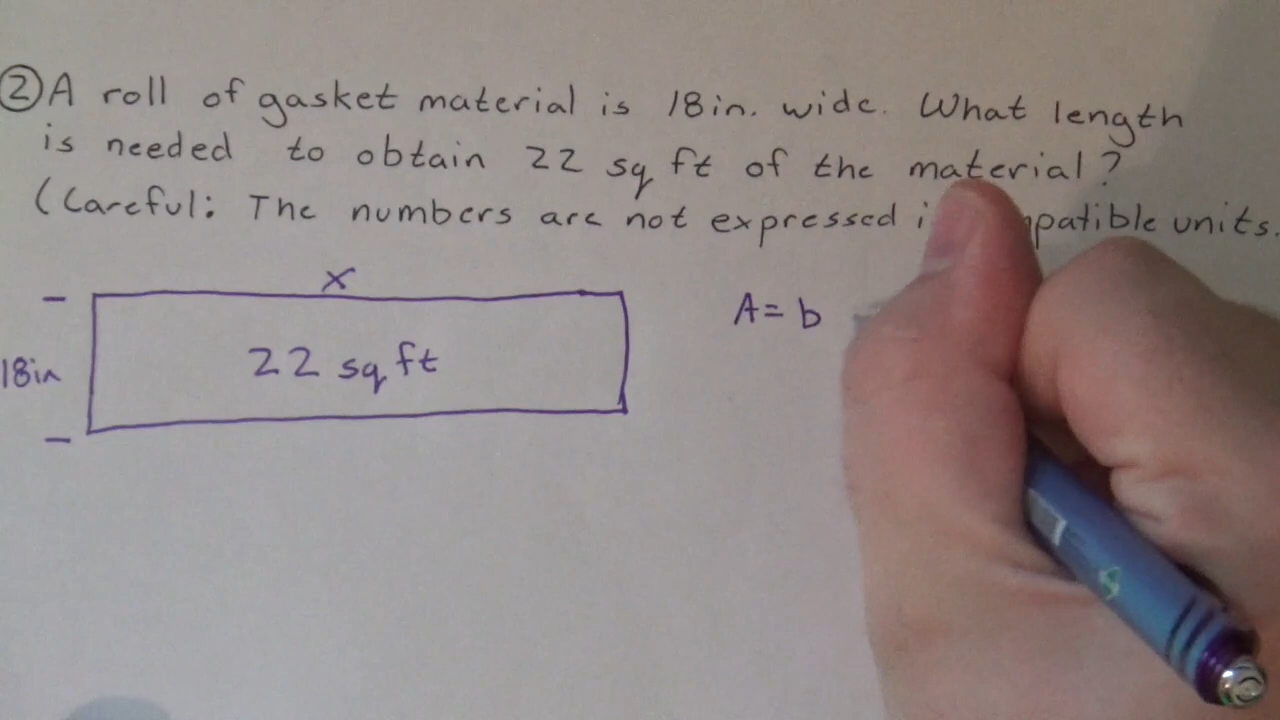 ② A roll of gasket material is 18in. wide. What length
is needed to obtain 22 sq ft of the material?
(Careful: The numbers are not expressed patible units.
x
A = b
18in
22 sq ft